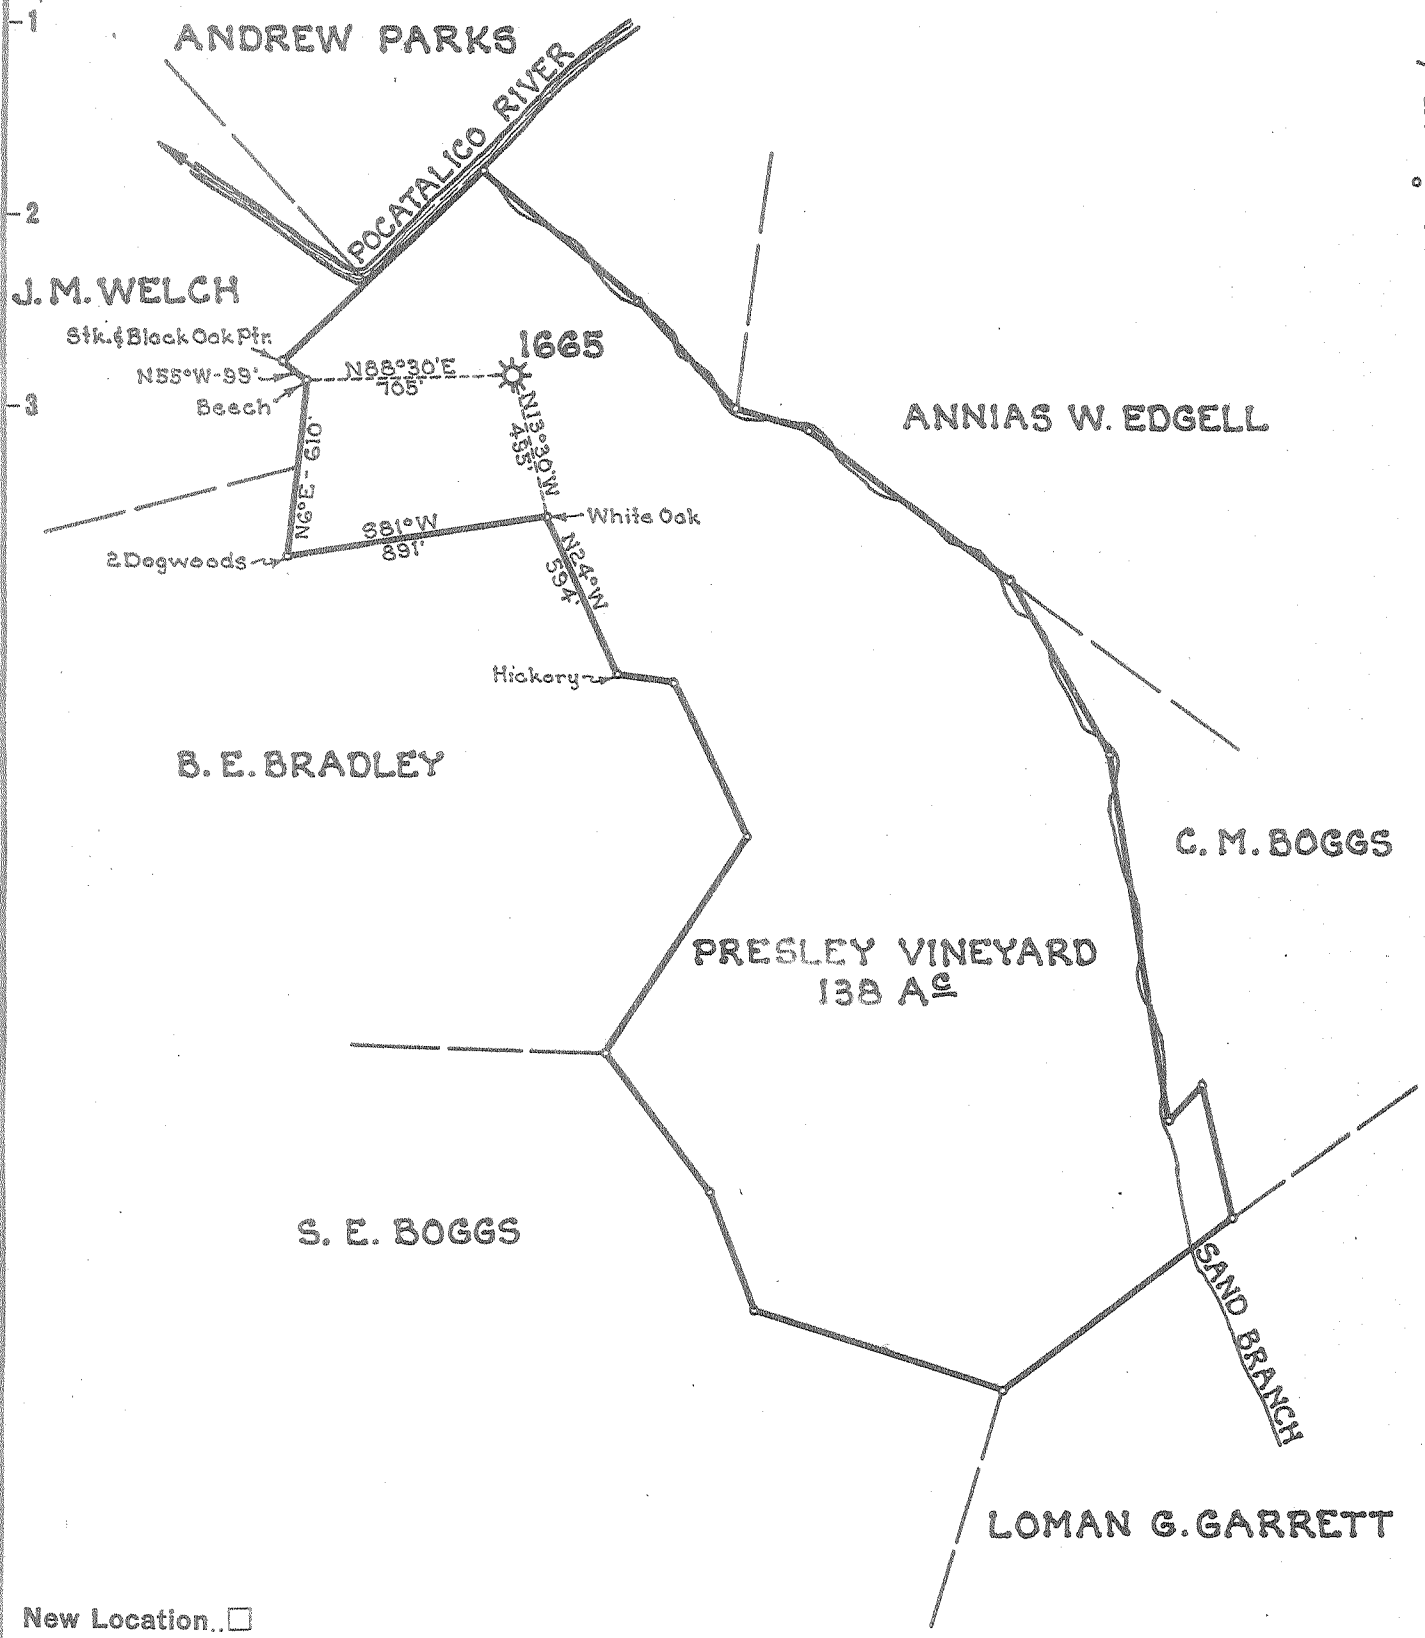 -1
ANDREW PARKS
POCATALICO RIVER
-2
J. M. WELCH
Stk. & Black Oak Ptr.
1665
N88°30'E
705'
N55°W-99'
Beech
-3
N13°30'W
495'
ANNIAS W. EDGELL
N6°E - 610'
White Oak
S81°W
891'
2 Dogwoods
N24°W
594'
Hickory
B. E. BRADLEY
C. M. BOGGS
PRESLEY VINEYARD
138 Ac
S. E. BOGGS
SAND BRANCH
LOMAN G. GARRETT
New Location..□